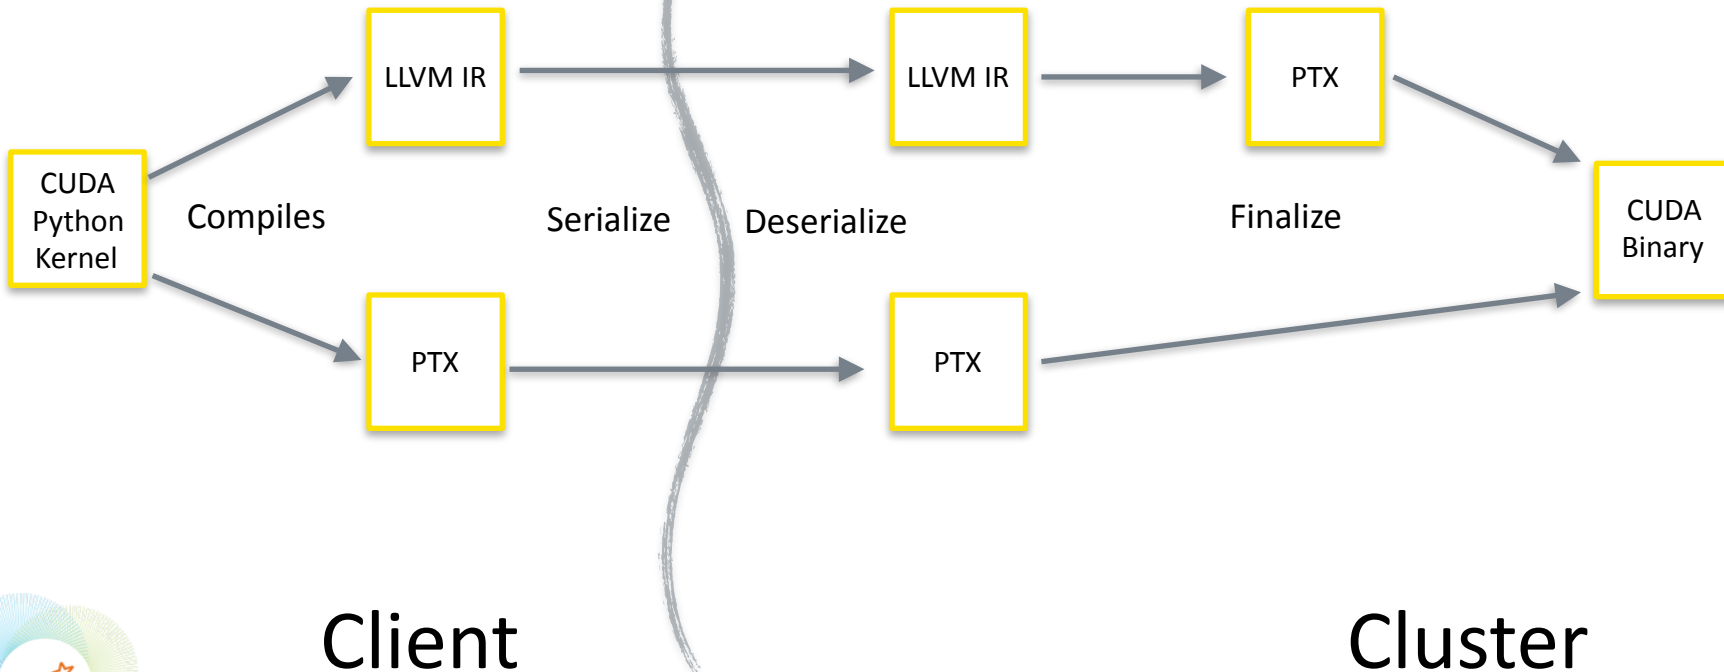 LLVM IR
LLVM IR
PTX
CUDA
Python
Kernel
Compiles
Serialize
Deserialize
Finalize
CUDA
Binary
PTX
PTX
Client
Cluster